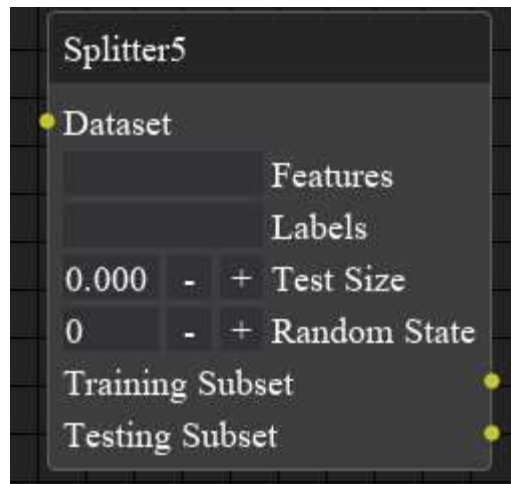 Splitter5
Dataset
Features
Labels
0.000 - + Test Size
0 - + Random State
Training Subset
Testing Subset